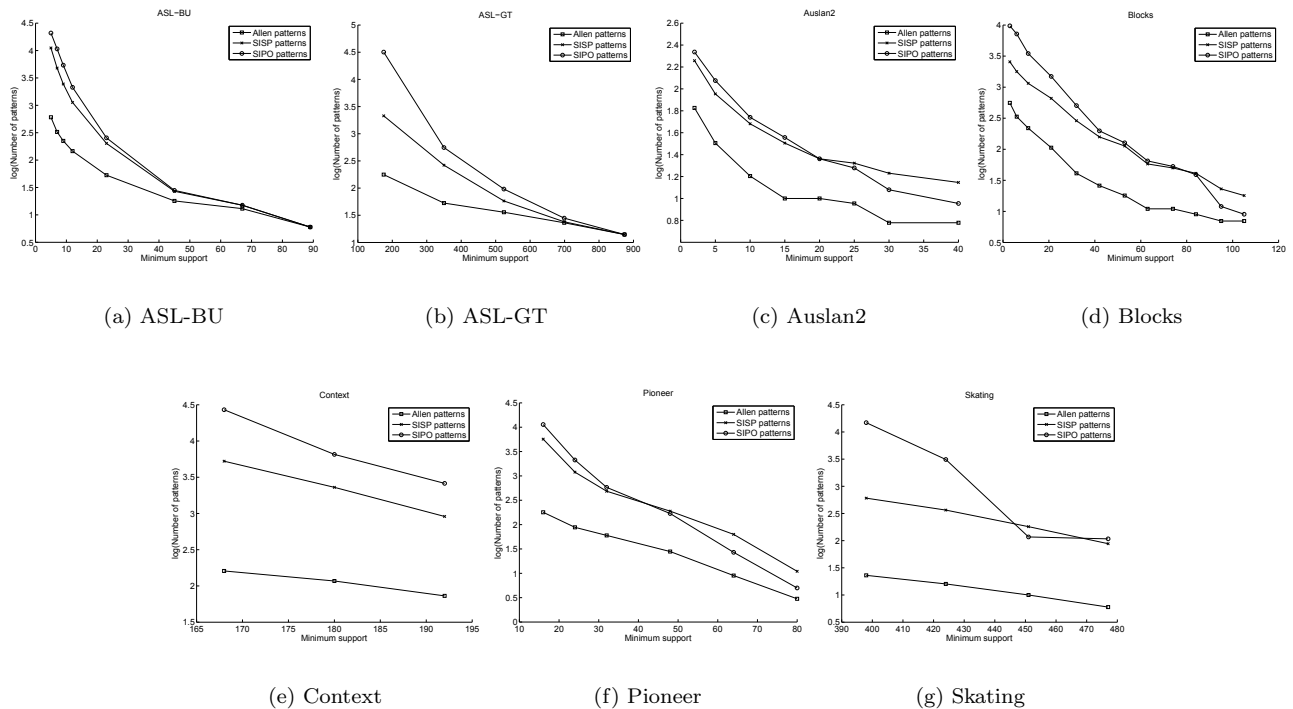 ASL−BU
log(Number of patterns)
4.5
4
3.5
3
2.5
2
1.5
1
0.5
0 10 20 30 40 50 60 70 80 90
Minimum support
Allen patterns
SISP patterns
SIPO patterns
(a) ASL-BU
ASL−GT
log(Number of patterns)
5
4.5
4
3.5
3
2.5
2
1.5
1
100 200 300 400 500 600 700 800 900
Minimum support
Allen patterns
SISP patterns
SIPO patterns
(b) ASL-GT
Auslan2
log(Number of patterns)
2.6
2.4
2.2
2
1.8
1.6
1.4
1.2
1
0.8
0 5 10 15 20 25 30 35 40
Minimum support
Allen patterns
SISP patterns
SIPO patterns
(c) Auslan2
Blocks
log(Number of patterns)
4
3.5
3
2.5
2
1.5
1
0.5
0 20 40 60 80 100 120
Minimum support
Allen patterns
SISP patterns
SIPO patterns
(d) Blocks
Context
log(Number of patterns)
4.5
4
3.5
3
2.5
2
1.5
165 170 175 180 185 190 195
Minimum support
Allen patterns
SISP patterns
SIPO patterns
(e) Context
Pioneer
log(Number of patterns)
4.5
4
3.5
3
2.5
2
1.5
1
0.5
0
10 20 30 40 50 60 70 80
Minimum support
Allen patterns
SISP patterns
SIPO patterns
(f) Pioneer
Skating
log(Number of patterns)
4.5
4
3.5
3
2.5
2
1.5
1
0.5
390 400 410 420 430 440 450 460 470 480
Minimum support
Allen patterns
SISP patterns
SIPO patterns
(g) Skating